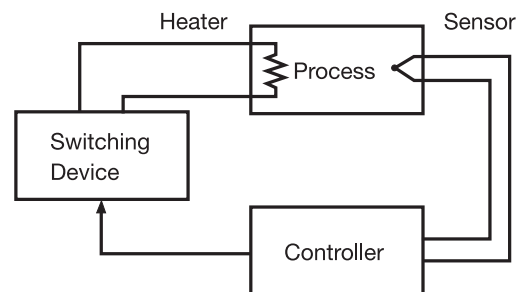 Heater
Sensor
Process
Switching
Device
Controller